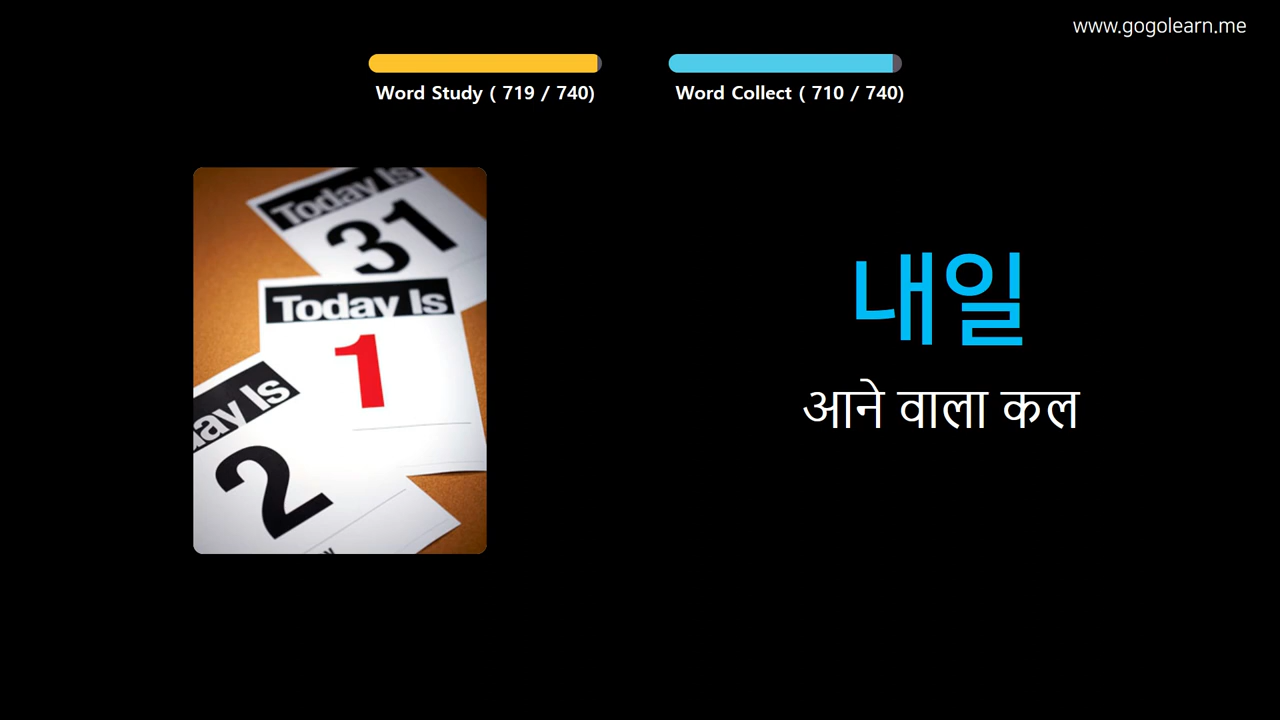 www.gogolearn.me
Word Study ( 719 / 740)
Word Collect ( 710 / 740)
Today Is
31
Today Is
1
ay Is
2
내일
आने वाला कल